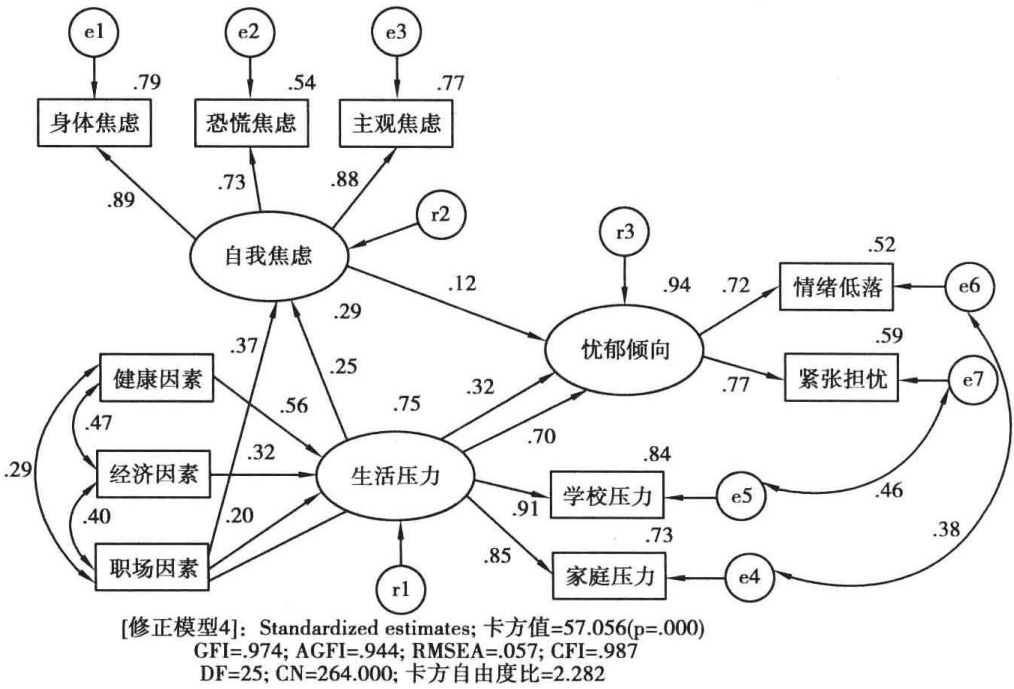 e1
e2
e3
.79
.54
.77
身体焦虑
恐慌焦虑
主观焦虑
.89
.73
.88
r2
自我焦虑
r3
.52
.12
.94
.72
情绪低落
e6
.29
忧郁倾向
.59
.37
健康因素
.25
.77
紧张担忧
e7
.56
.75
.32
.47
.70
.29
经济因素
.32
生活压力
.84
学校压力
e5
.91
.46
.40
.20
.73
.38
职场因素
.85
家庭压力
e4
r1
[修正模型4]: Standardized estimates; 卡方值=57.056(p=.000)
GFI=.974; AGFI=.944; RMSEA=.057; CFI=.987
DF=25; CN=264.000; 卡方自由度比=2.282